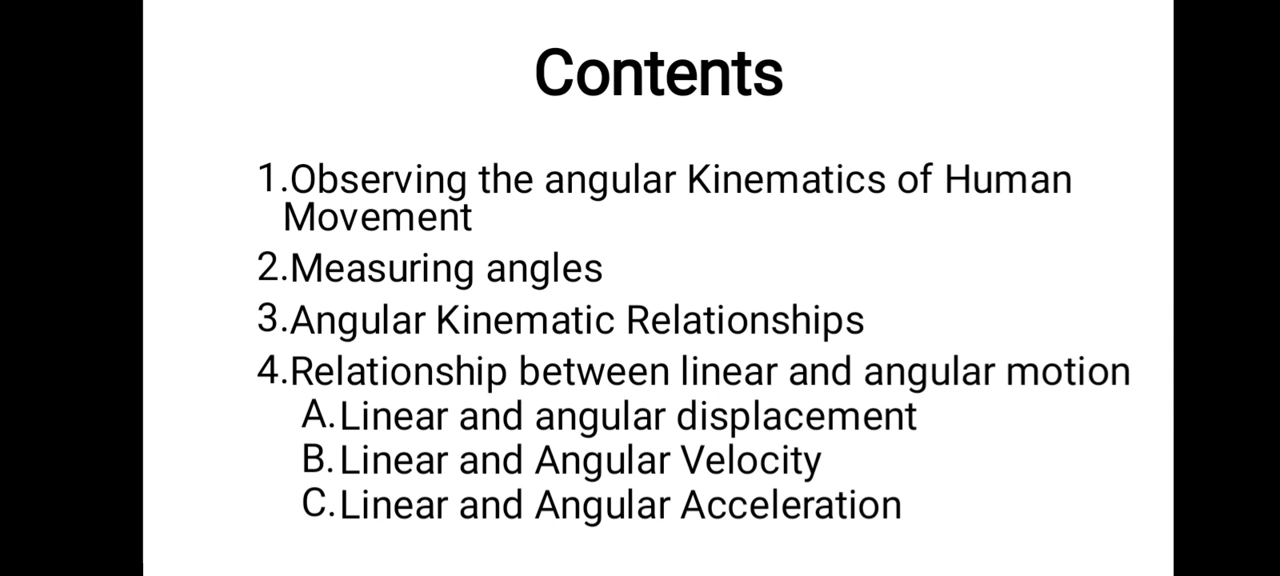 Contents
1.Observing the angular Kinematics of Human
Movement
2.Measuring angles
3.Angular Kinematic Relationships
4.Relationship between linear and angular motion
A.Linear and angular displacement
B.Linear and Angular Velocity
C.Linear and Angular Acceleration